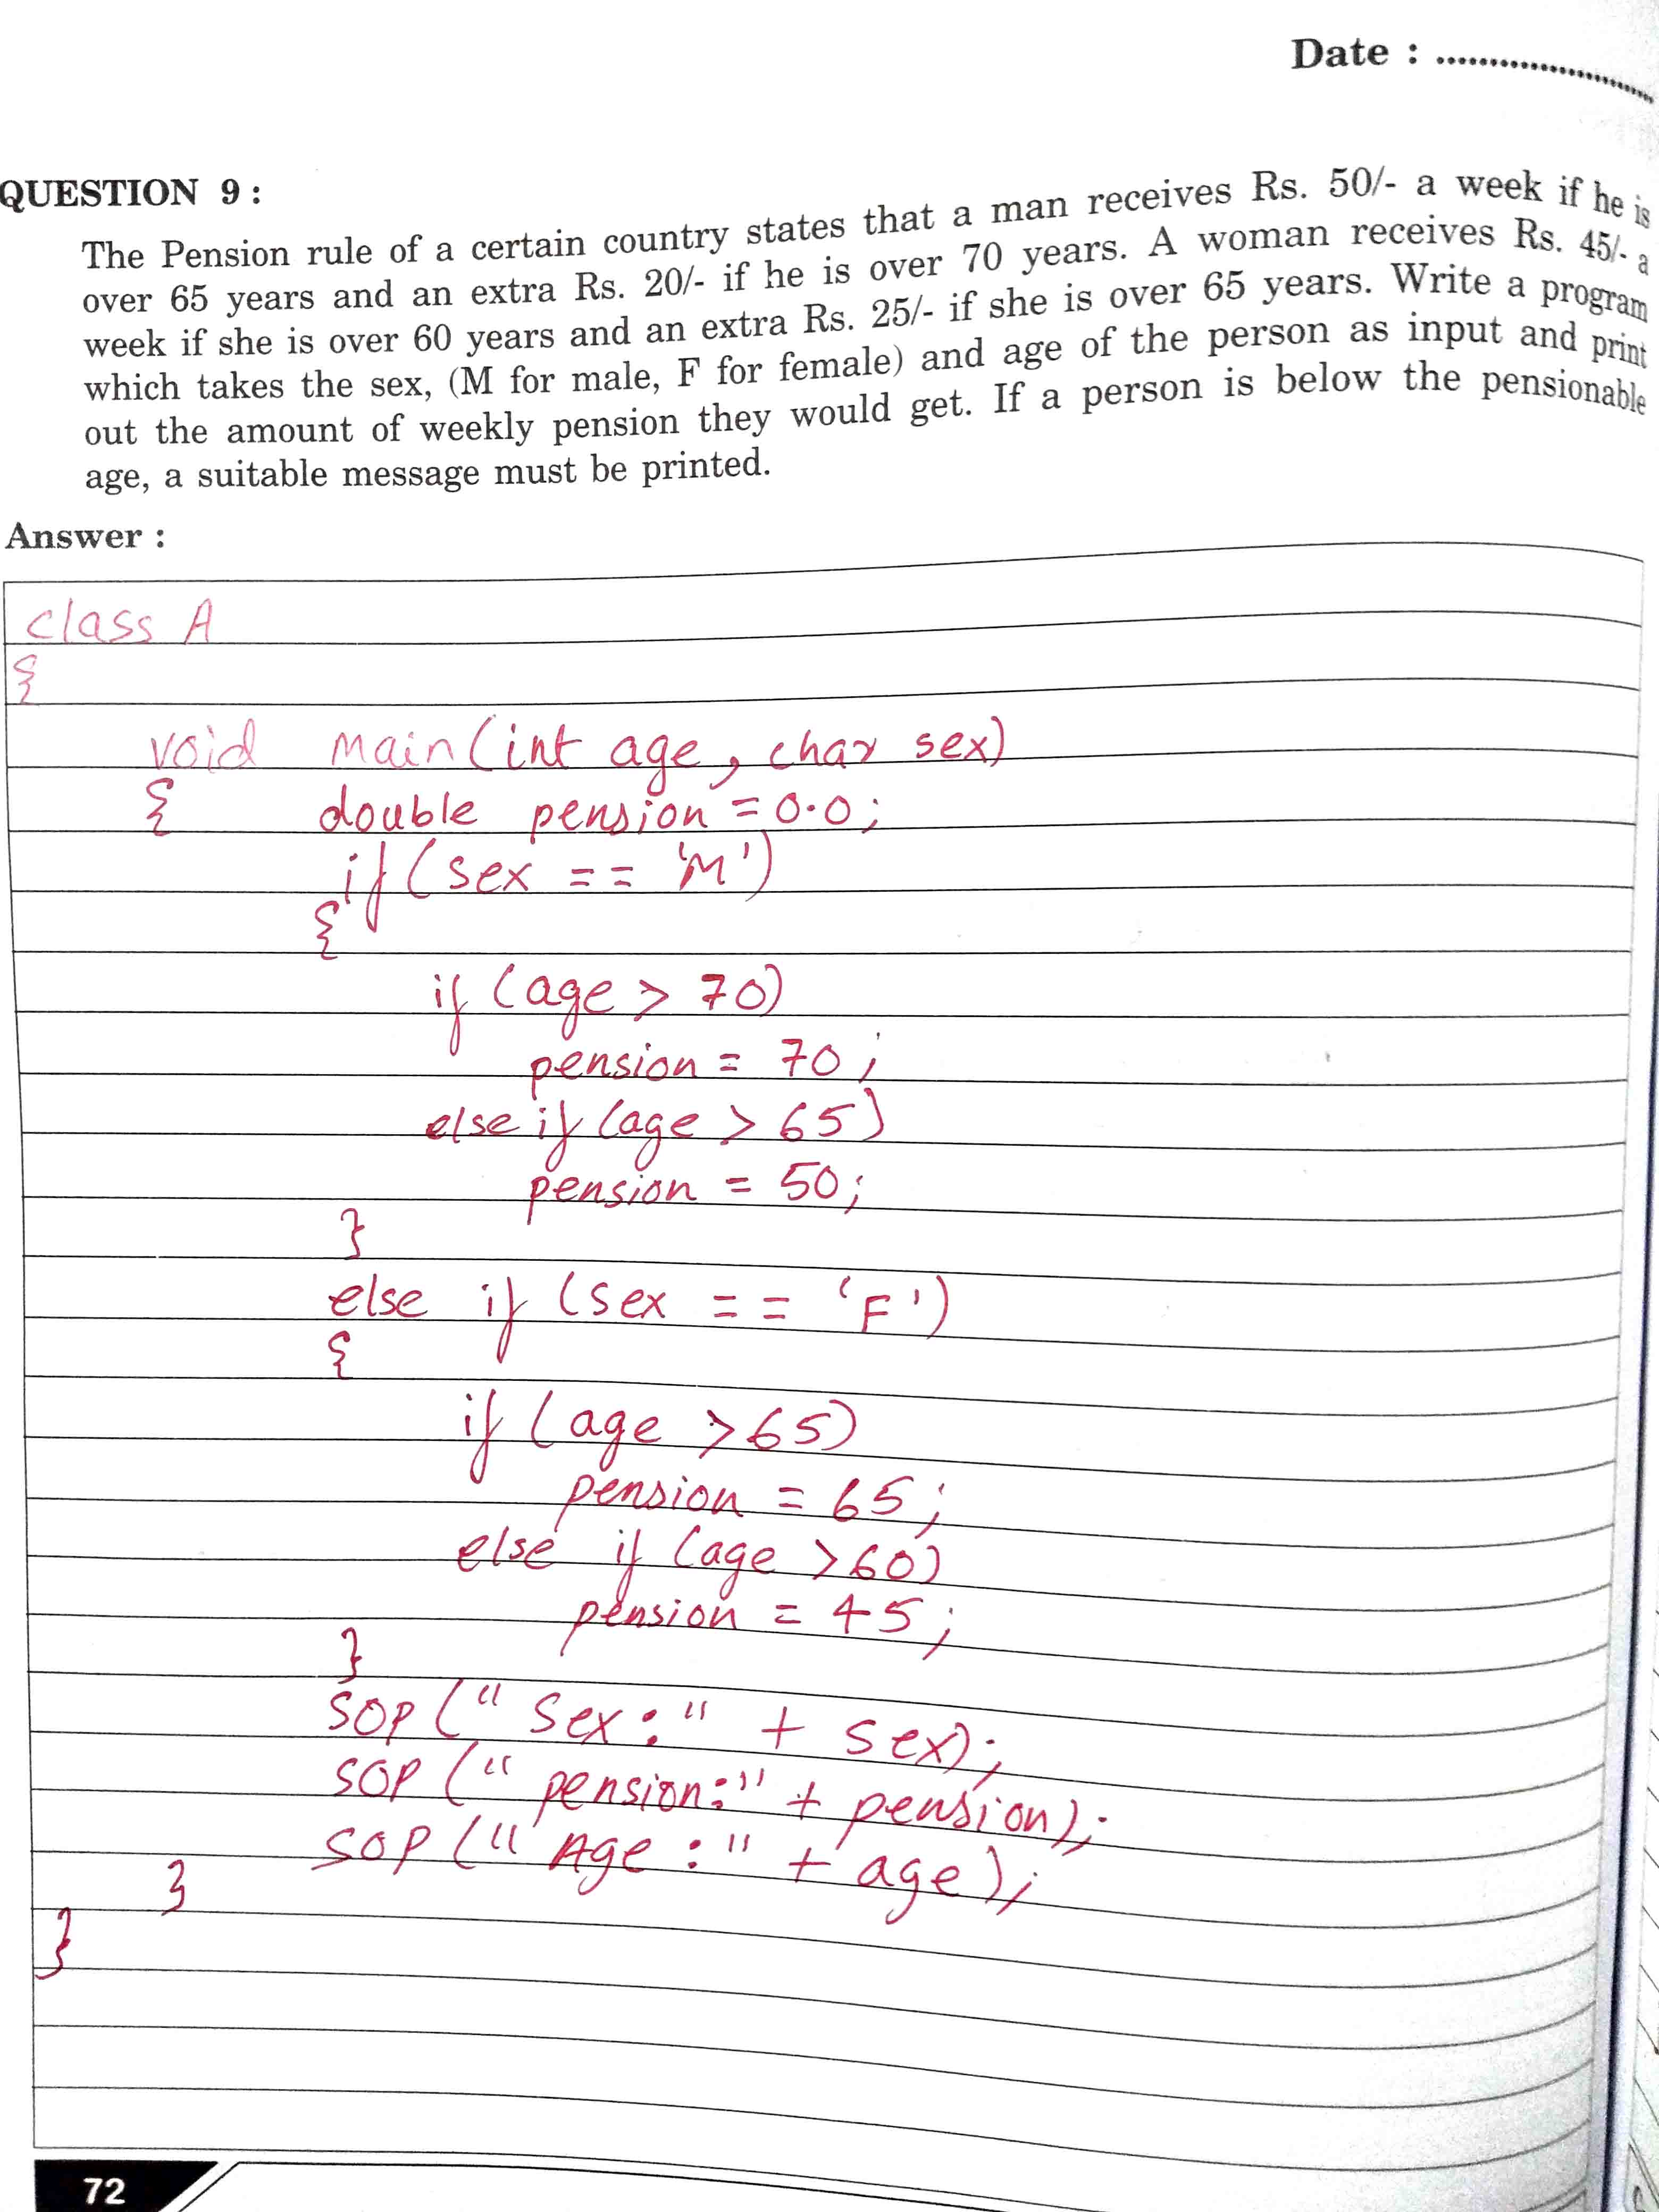 Date : ........................
QUESTION 9 :
The Pension rule of a certain country states that a man receives Rs. 50/- a week if he is
over 65 years and an extra Rs. 20/- if he is over 70 years. A woman receives Rs. 45/- a
week if she is over 60 years and an extra Rs. 25/- if she is over 65 years. Write a program
which takes the sex, (M for male, F for female) and age of the person as input and print
out the amount of weekly pension they would get. If a person is below the pensionable
age, a suitable message must be printed.
Answer :
class A
{
void main(int age, char sex)
{ double pension = 0.0;
if (sex == 'M')
{
if (age > 70)
pension = 70;
else if (age > 65)
pension = 50;
}
else if (sex == 'F')
{
if (age >65)
pension = 65;
else if (age >60)
pension = 45;
}
SOP (" Sex : " + sex);
SOP (" pension:" + pension);
SOP (" Age : " + age);
}
}
72